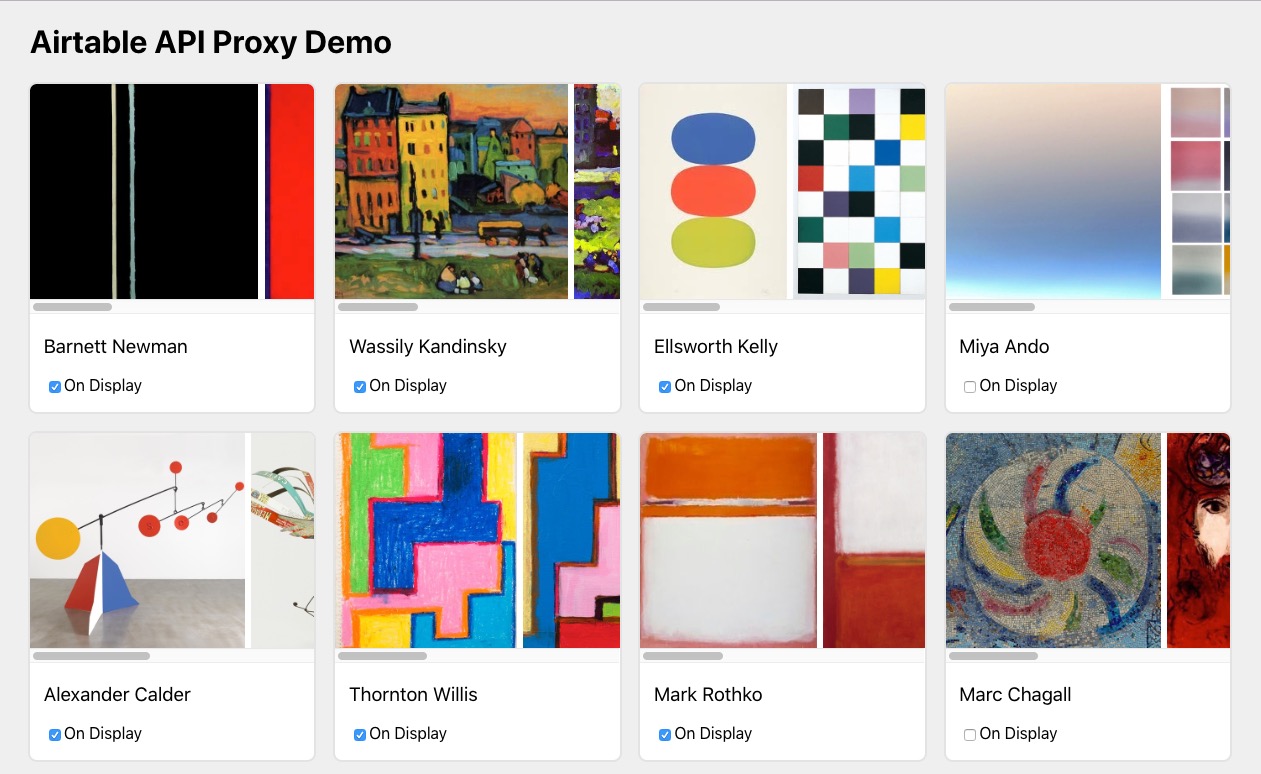 Airtable API Proxy Demo
Barnett Newman
On Display
Wassily Kandinsky
On Display
Ellsworth Kelly
On Display
Miya Ando
On Display
Alexander Calder
On Display
Thornton Willis
On Display
Mark Rothko
On Display
Marc Chagall
On Display